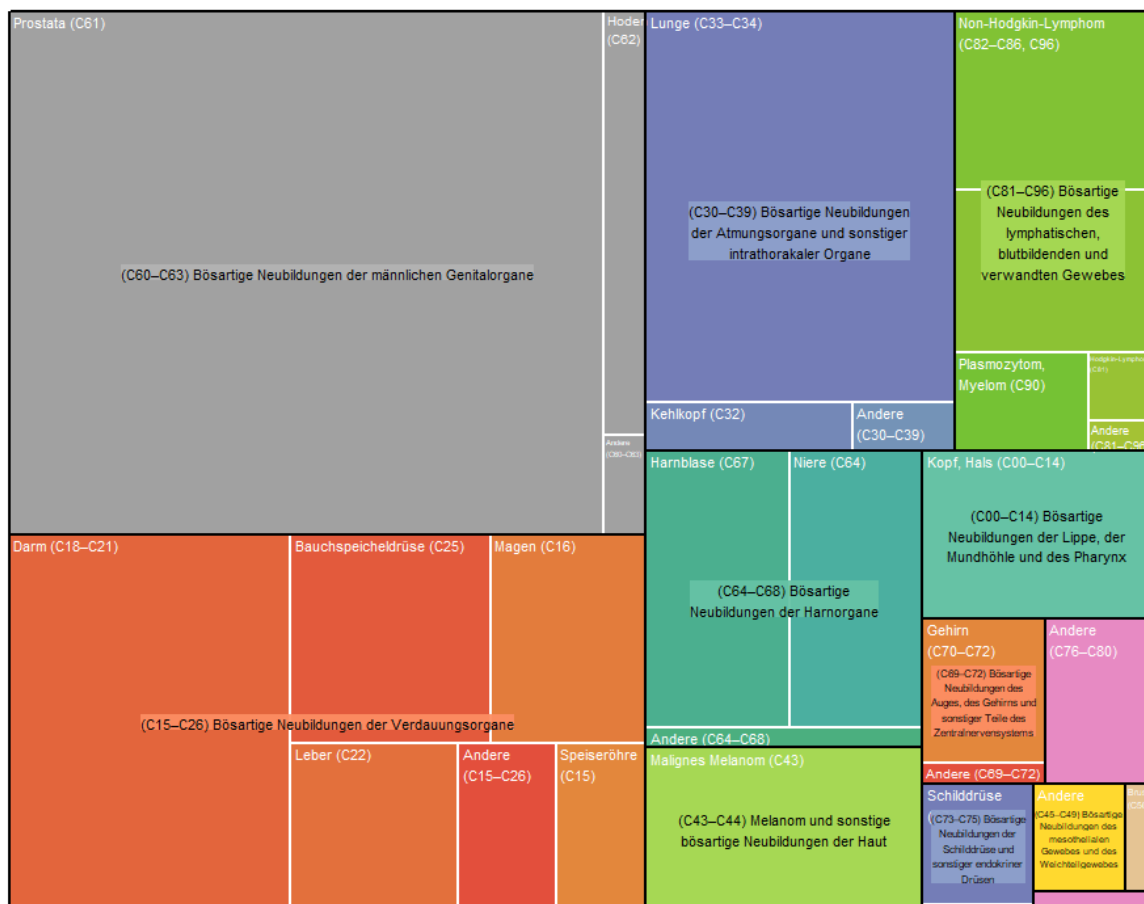 Prostata (C61)
Hoden
(C62)
(C60–C63) Bösartige Neubildungen der männlichen Genitalorgane
Andere
(C60–C63)
Lunge (C33–C34)
(C30–C39) Bösartige Neubildungen
der Atmungsorgane und sonstiger
intrathorakaler Organe
Kehlkopf (C32)
Andere
(C30–C39)
Non-Hodgkin-Lymphom
(C82–C86, C96)
(C81–C96) Bösartige
Neubildungen des
lymphatischen,
blutbildenden und
verwandten Gewebes
Plasmozytom,
Myelom (C90)
Hodgkin-Lymphom
(C81)
Andere
(C81–C96
Darm (C18–C21)
Bauchspeicheldrüse (C25)
Magen (C16)
(C15–C26) Bösartige Neubildungen der Verdauungsorgane
Leber (C22)
Andere
(C15–C26)
Speiseröhre
(C15)
Harnblase (C67)
Niere (C64)
(C64–C68) Bösartige
Neubildungen der Harnorgane
Andere (C64–C68)
Malignes Melanom (C43)
(C43–C44) Melanom und sonstige
bösartige Neubildungen der Haut
Kopf, Hals (C00–C14)
(C00–C14) Bösartige
Neubildungen der Lippe, der
Mundhöhle und des Pharynx
Gehirn
(C70–C72)
(C69–C72) Bösartige
Neubildungen des
Auges, des Gehirns und
sonstiger Teile des
Zentralnervensystems
Andere (C69–C72)
Andere
(C76–C80)
Schilddrüse
(C73–C75) Bösartige
Neubildungen der
Schilddrüse und
sonstiger endokriner
Drüsen
Andere
(C45–C49) Bösartige
Neubildungen des
mesothelialen
Gewebes und des
Weichteilgewebes